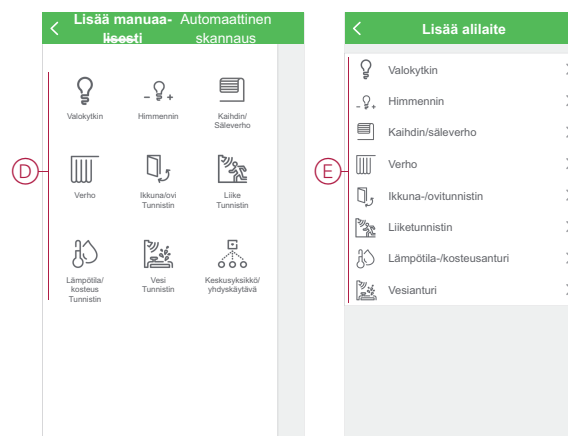 Lisää manuaa-
lisesti
Automaattinen
skannaus
Valokytkin
Himmennin
Kaihdin/
Säleverho
D
Verho
Ikkuna/ovi
Tunnistin
Liike
Tunnistin
Lämpötila/
kosteus
Tunnistin
Vesi
Tunnistin
Keskusyksikkö/
yhdyskäytävä
Lisää alilaite
Valokytkin
Himmennin
Kaihdin/säleverho
E
Verho
Ikkuna-/ovitunnistin
Liiketunnistin
Lämpötila-/kosteusanturi
Vesianturi